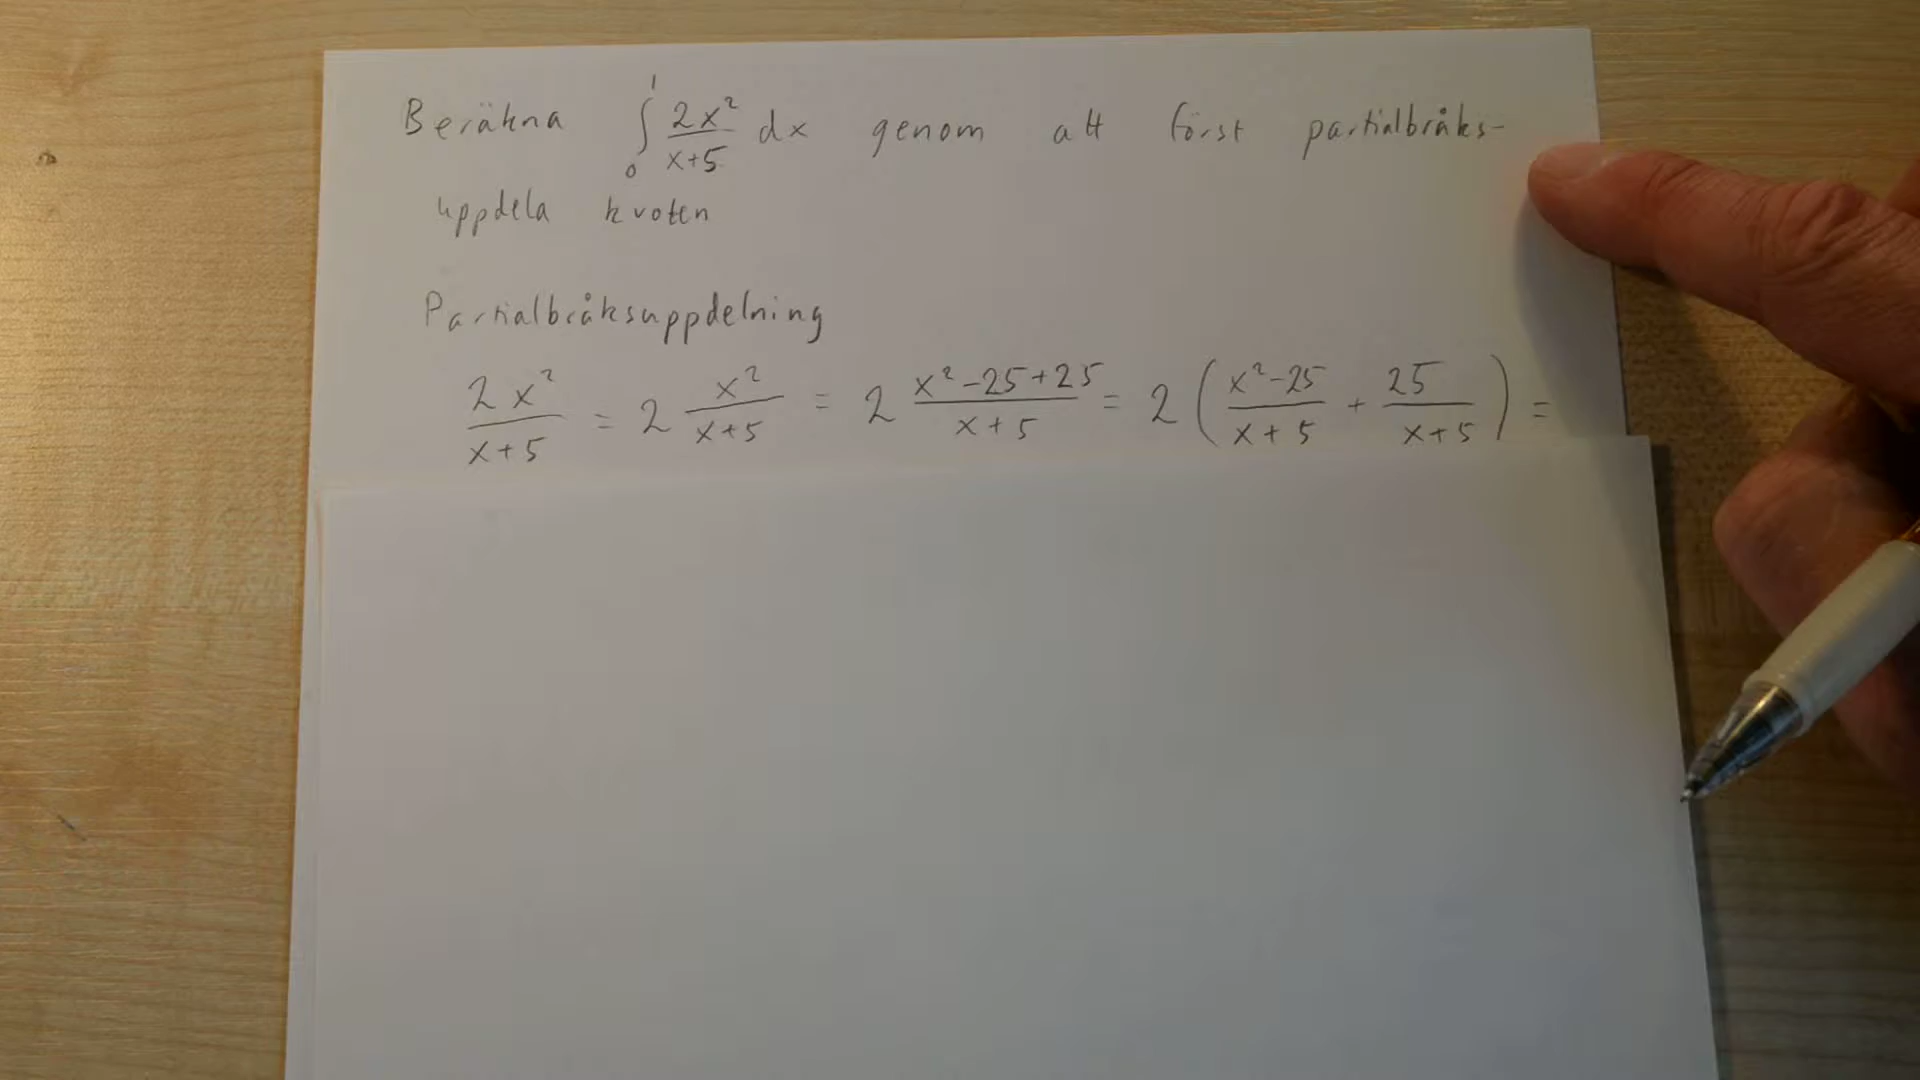 Beräkna ∫₀¹ 2x²/(x+5) dx genom att först partialbråks-
uppdela kvoten
Partialbråksuppdelning
2x²/(x+5) = 2 x²/(x+5) = 2 (x²-25+25)/(x+5) = 2 ((x²-25)/(x+5) + 25/(x+5)) =